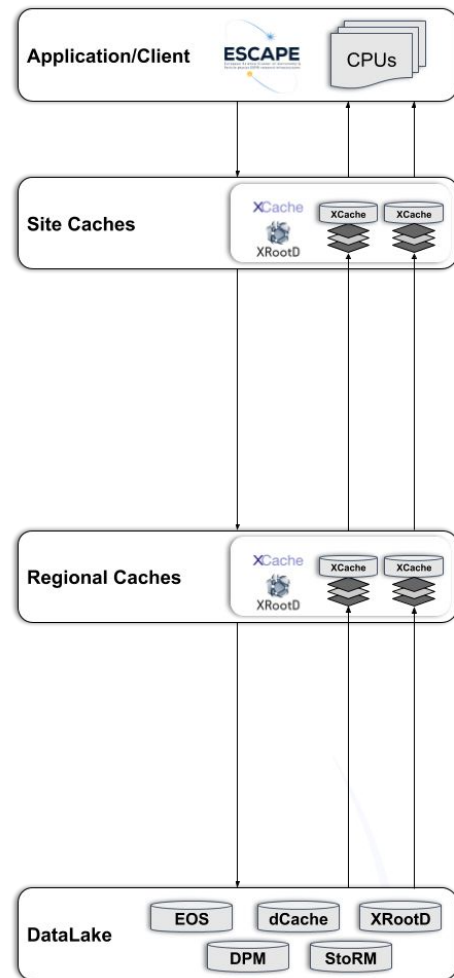 Application/Client
ESCAPE
CPUs
Site Caches
XCache
XRootD
XCache
XCache
Regional Caches
XCache
XRootD
XCache
XCache
DataLake
EOS
dCache
XRootD
DPM
StoRM